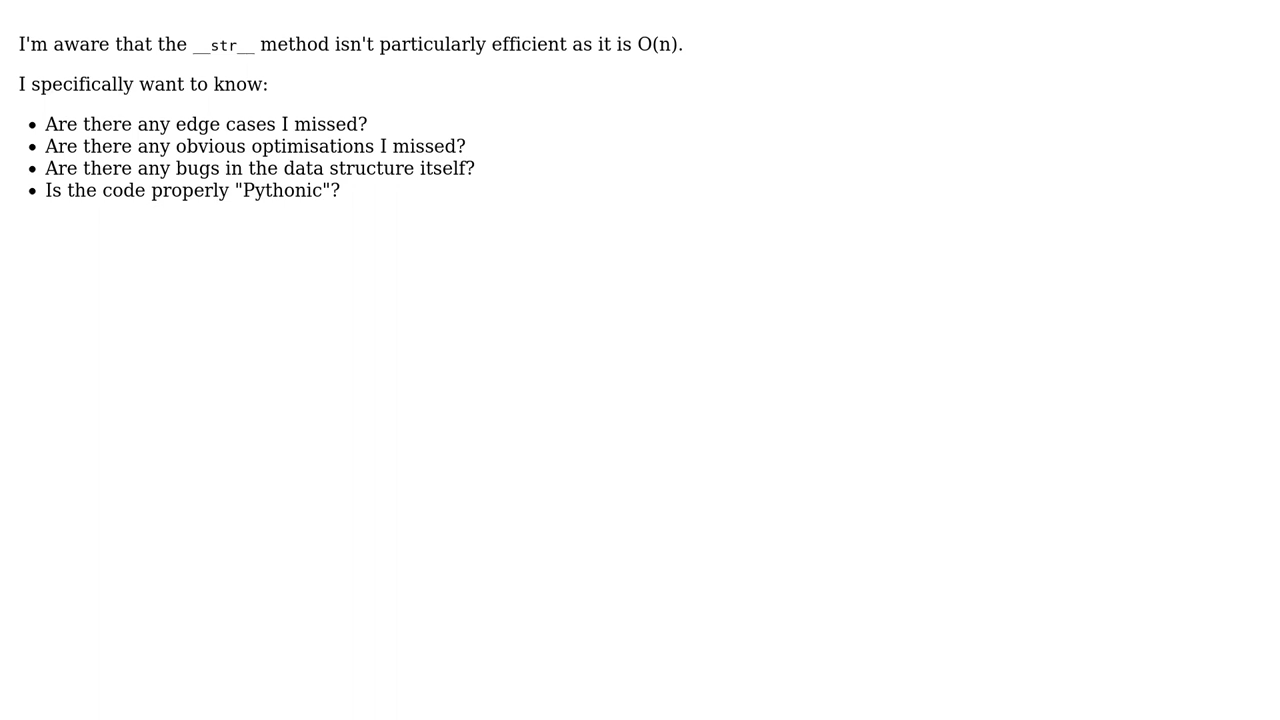 I'm aware that the __str__ method isn't particularly efficient as it is O(n).
I specifically want to know:
• Are there any edge cases I missed?
• Are there any obvious optimisations I missed?
• Are there any bugs in the data structure itself?
• Is the code properly "Pythonic"?